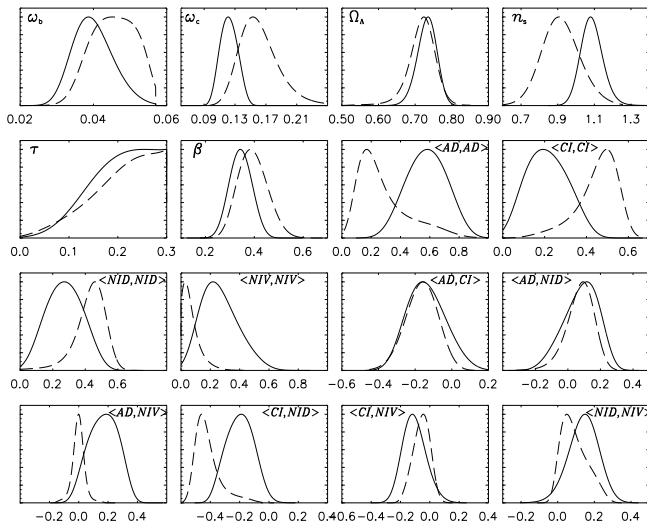 ω_b ω_c Ω_Λ n_s
0.02 0.04 0.06 0.09 0.13 0.17 0.21 0.50 0.60 0.70 0.80 0.90 0.7 0.9 1.1 1.3
τ β <AD,AD> <CI,CI>
0.0 0.1 0.2 0.3 0.2 0.4 0.6 0.0 0.2 0.4 0.6 0.8 0.0 0.2 0.4 0.6
<NID,NID> <NIV,NIV> <AD,CI> <AD,NID>
0.0 0.2 0.4 0.6 0.8 0.0 0.2 0.4 0.6 0.8 −0.6 −0.4 −0.2 0.0 0.2 −0.4 −0.2 0.0 0.2 0.4
<AD,NIV> <CI,NID> <CI,NIV> <NID,NIV>
−0.4 −0.2 0.0 0.2 0.4 −0.4 −0.2 0.0 0.2 0.4 −0.6 −0.4 −0.2 0.0 0.2 0.4 −0.2 0.0 0.2 0.4